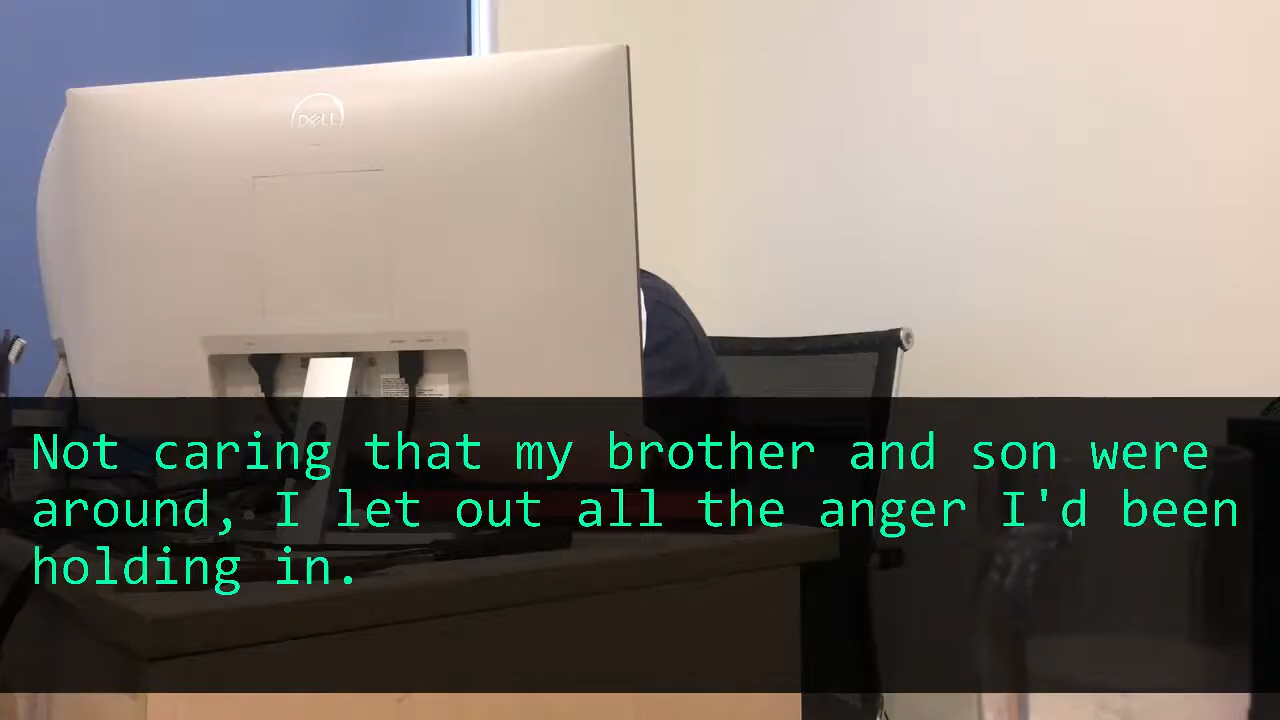 DELL
Not caring that my brother and son were
around, I let out all the anger I'd been
holding in.